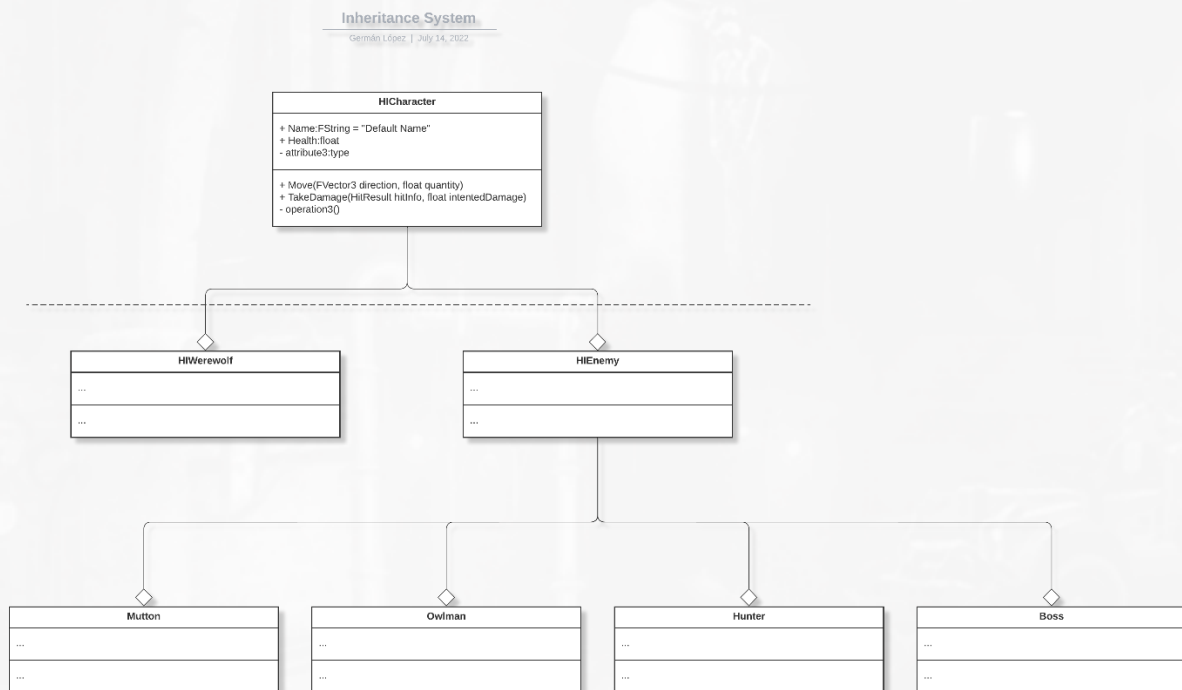 Inheritance System
Germán López | July 14, 2022
HICharacter
+ Name:FString = "Default Name"
+ Health:float
- attribute3:type
+ Move(FVector3 direction, float quantity)
+ TakeDamage(HitResult hitInfo, float intentedDamage)
- operation3()
HIWerewolf
...
...
HIEnemy
...
...
Mutton
...
...
Owlman
...
...
Hunter
...
...
Boss
...
...